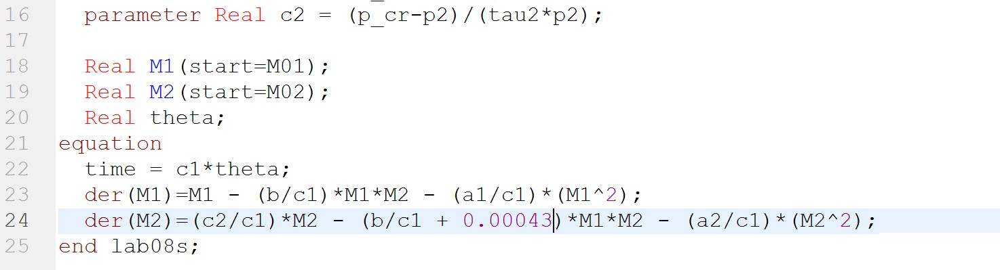 16 parameter Real c2 = (p_cr-p2)/(tau2*p2);
17
18 Real M1(start=M01);
19 Real M2(start=M02);
20 Real theta;
21 equation
22 time = c1*theta;
23 der(M1)=M1 - (b/c1)*M1*M2 - (a1/c1)*(M1^2);
24 der(M2)=(c2/c1)*M2 - (b/c1 + 0.00043)*M1*M2 - (a2/c1)*(M2^2);
25 end lab08s;